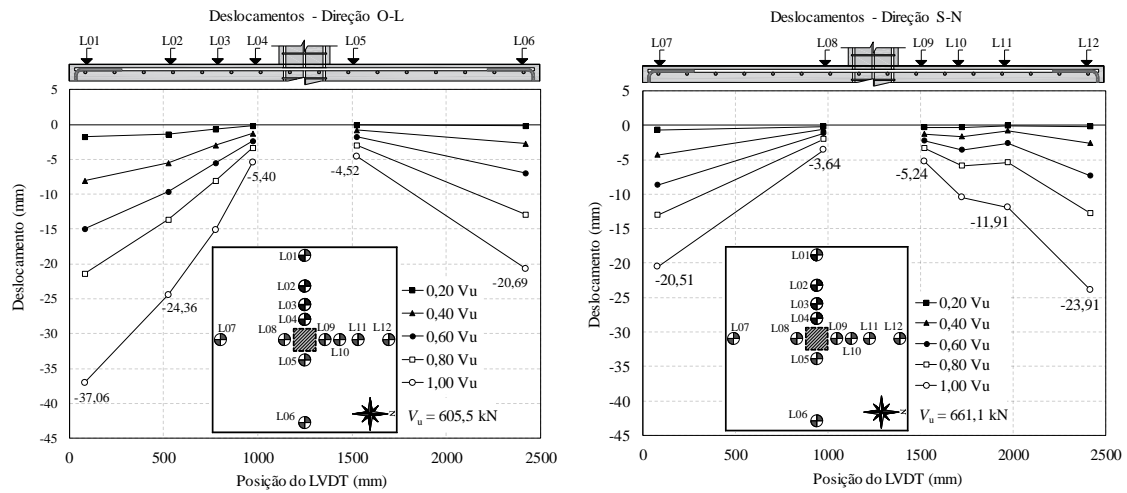 Deslocamentos - Direção O-L
L01 L02 L03 L04 L05 L06
5
0
-5
-10
-15
-20
-25
-30
-35
-40
-45
Deslocamento (mm)
-5,40
-4,52
-24,36
-20,69
-37,06
L01
L02
L03
L04
L07 L08 L09 L11 L12
L10
L05
L06
N
0,20 Vu
0,40 Vu
0,60 Vu
0,80 Vu
1,00 Vu
Vu = 605,5 kN
0 500 1000 1500 2000 2500
Posição do LVDT (mm)
Deslocamentos - Direção S-N
L07 L08 L09 L10 L11 L12
5
0
-5
-10
-15
-20
-25
-30
-35
-40
-45
Deslocamento (mm)
-3,64
-5,24
-11,91
-20,51
-23,91
L01
L02
L03
L04
L07 L08 L09 L11 L12
L10
L05
L06
N
0,20 Vu
0,40 Vu
0,60 Vu
0,80 Vu
1,00 Vu
Vu = 661,1 kN
0 500 1000 1500 2000 2500
Posição do LVDT (mm)